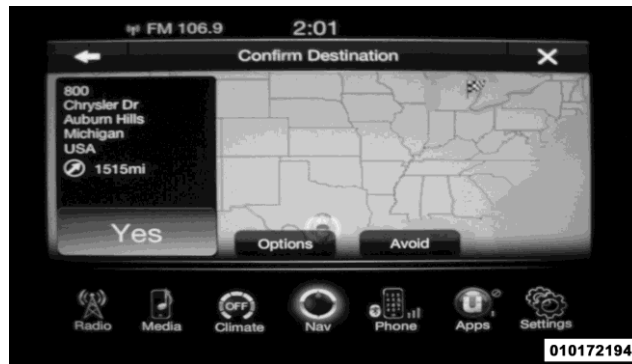 FM 106.9 2:01
Confirm Destination
800
Chrysler Dr
Auburn Hills
Michigan
USA
1515mi
Yes
Options
Avoid
OFF
Radio
Media
Climate
Nav
Phone
Apps
Settings
010172194